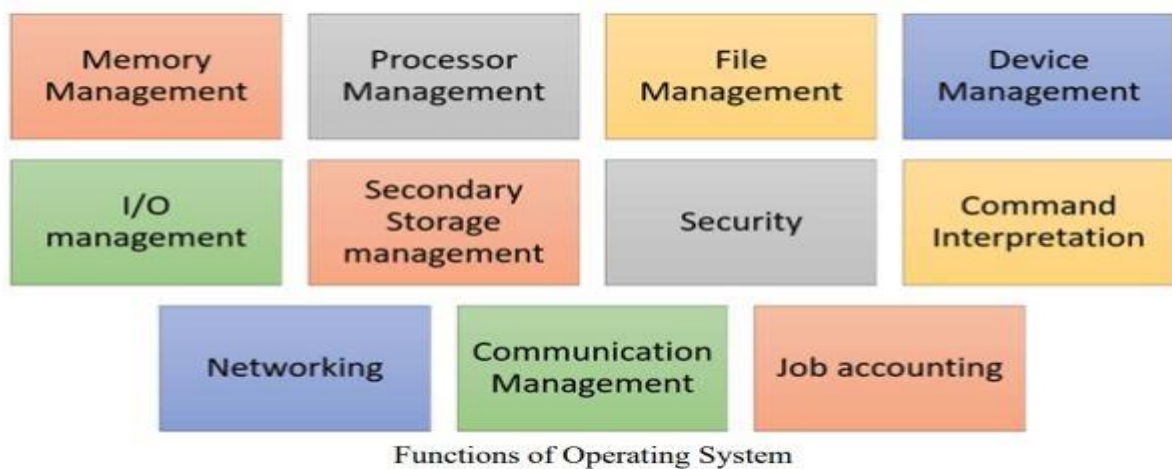 Memory
Management
Processor
Management
File
Management
Device
Management
I/O
management
Secondary
Storage
management
Security
Command
Interpretation
Networking
Communication
Management
Job accounting
Functions of Operating System